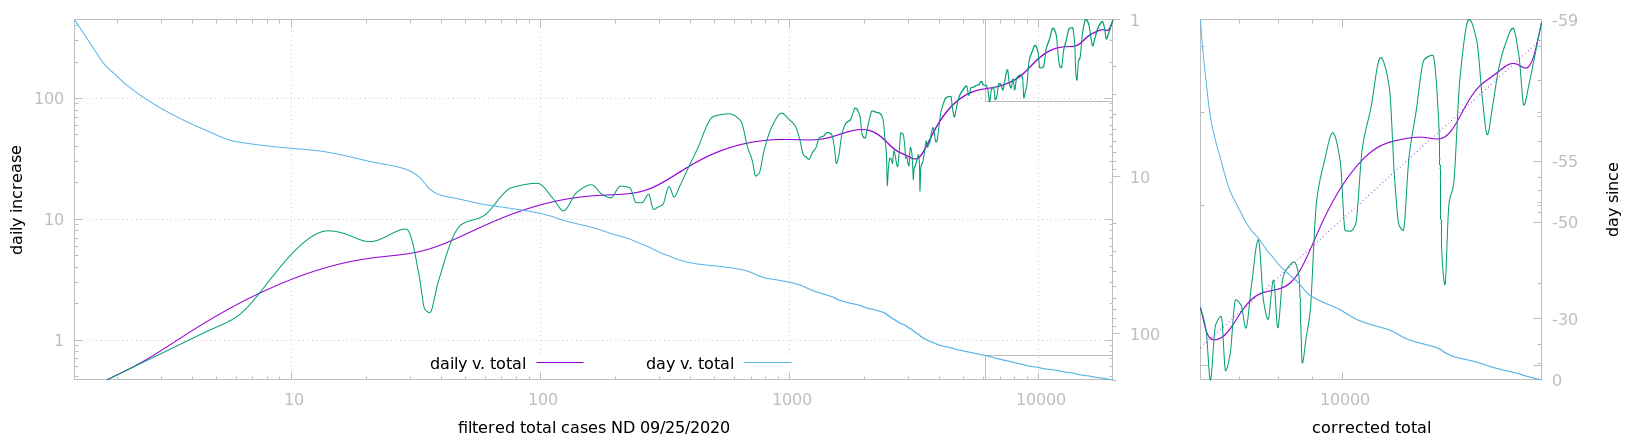 daily increase
100
10
1
daily v. total
day v. total
10
100
1000
10000
filtered total cases ND 09/25/2020
1
10
100
10000
corrected total
-59
-55
-50
-30
0
day since